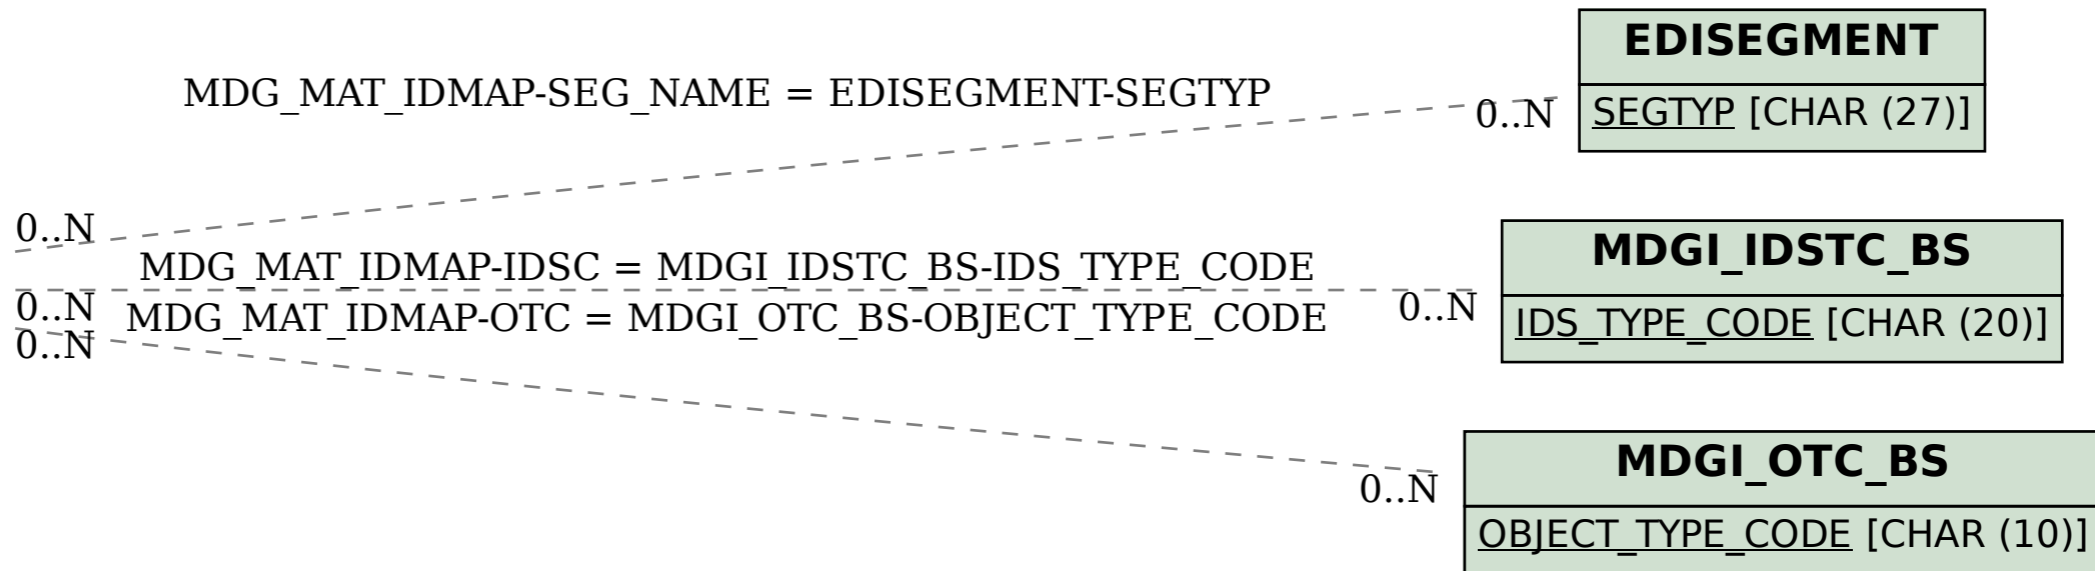 EDISEGMENT
MDG_MAT_IDMAP-SEG_NAME = EDISEGMENT-SEGTYP
0..N
SEGTYP [CHAR (27)]
0..N
MDGI_IDSTC_BS
MDG_MAT_IDMAP-IDSC = MDGI_IDSTC_BS-IDS_TYPE_CODE
0..N
0..N
IDS_TYPE_CODE [CHAR (20)]
MDG_MAT_IDMAP-OTC = MDGI_OTC_BS-OBJECT_TYPE_CODE
0..N
MDGI_OTC_BS
0..N
OBJECT_TYPE_CODE [CHAR (10)]